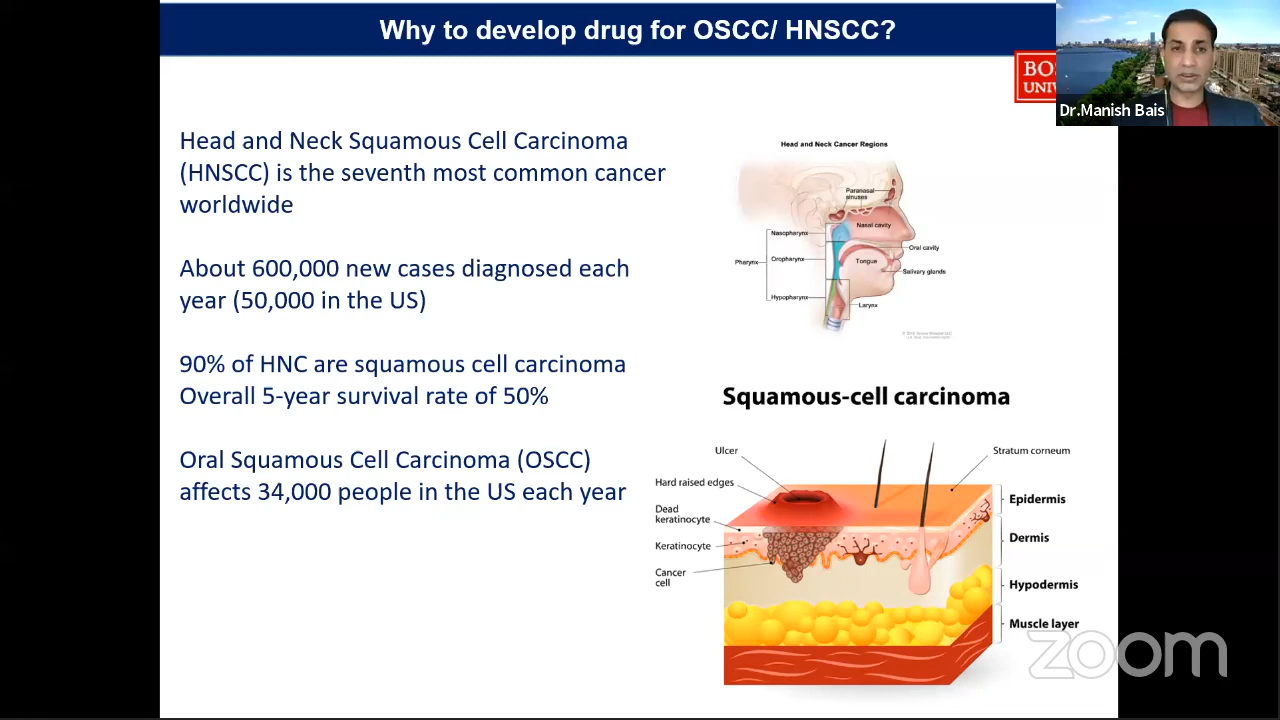 Why to develop drug for OSCC/ HNSCC?
BOS
UNIV
Dr.Manish Bais
Head and Neck Squamous Cell Carcinoma
(HNSCC) is the seventh most common cancer
worldwide
About 600,000 new cases diagnosed each
year (50,000 in the US)
90% of HNC are squamous cell carcinoma
Overall 5-year survival rate of 50%
Oral Squamous Cell Carcinoma (OSCC)
affects 34,000 people in the US each year
Head and Neck Cancer Regions
Paranasal
sinuses
Nasal cavity
Nasopharynx
Oral cavity
Pharynx
Oropharynx
Tongue
Salivary glands
Hypopharynx
Larynx
Squamous-cell carcinoma
Ulcer
Stratum corneum
Hard raised edges
Epidermis
Dead
keratinocyte
Dermis
Keratinocyte
Cancer
cell
Hypodermis
Muscle layer
zoom